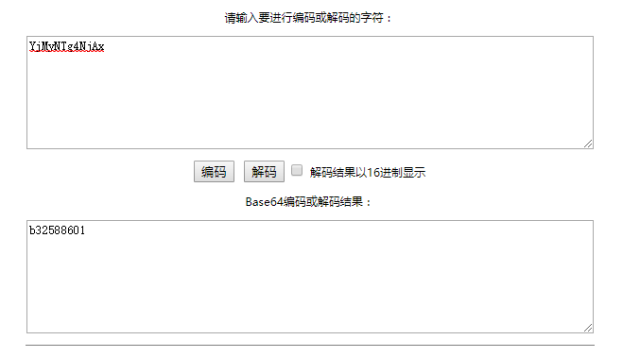 请输入要进行编码或解码的字符：
YjMyNTg4NjAx
编码 解码 解码结果以16进制显示
Base64编码或解码结果：
b32588601